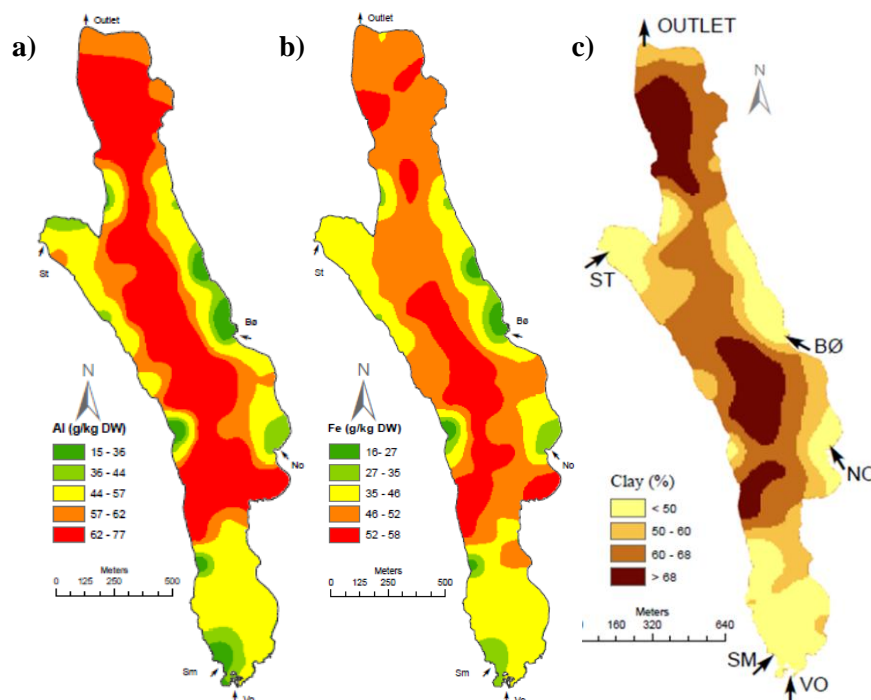 a)
Outlet
St
Bø
N
No
Al (g/kg DW)
15 - 36
36 - 44
44 - 57
57 - 62
62 - 77
Meters
0 125 250 500
Sm
Vo
b)
Outlet
St
Bø
N
No
Fe (g/kg DW)
16- 27
27 - 35
35 - 46
46 - 52
52 - 58
Meters
0 125 250 500
Sm
Vo
c)
OUTLET
N
ST
BØ
NO
Clay (%)
< 50
50 - 60
60 - 68
> 68
Meters
160 320 640
SM
VO